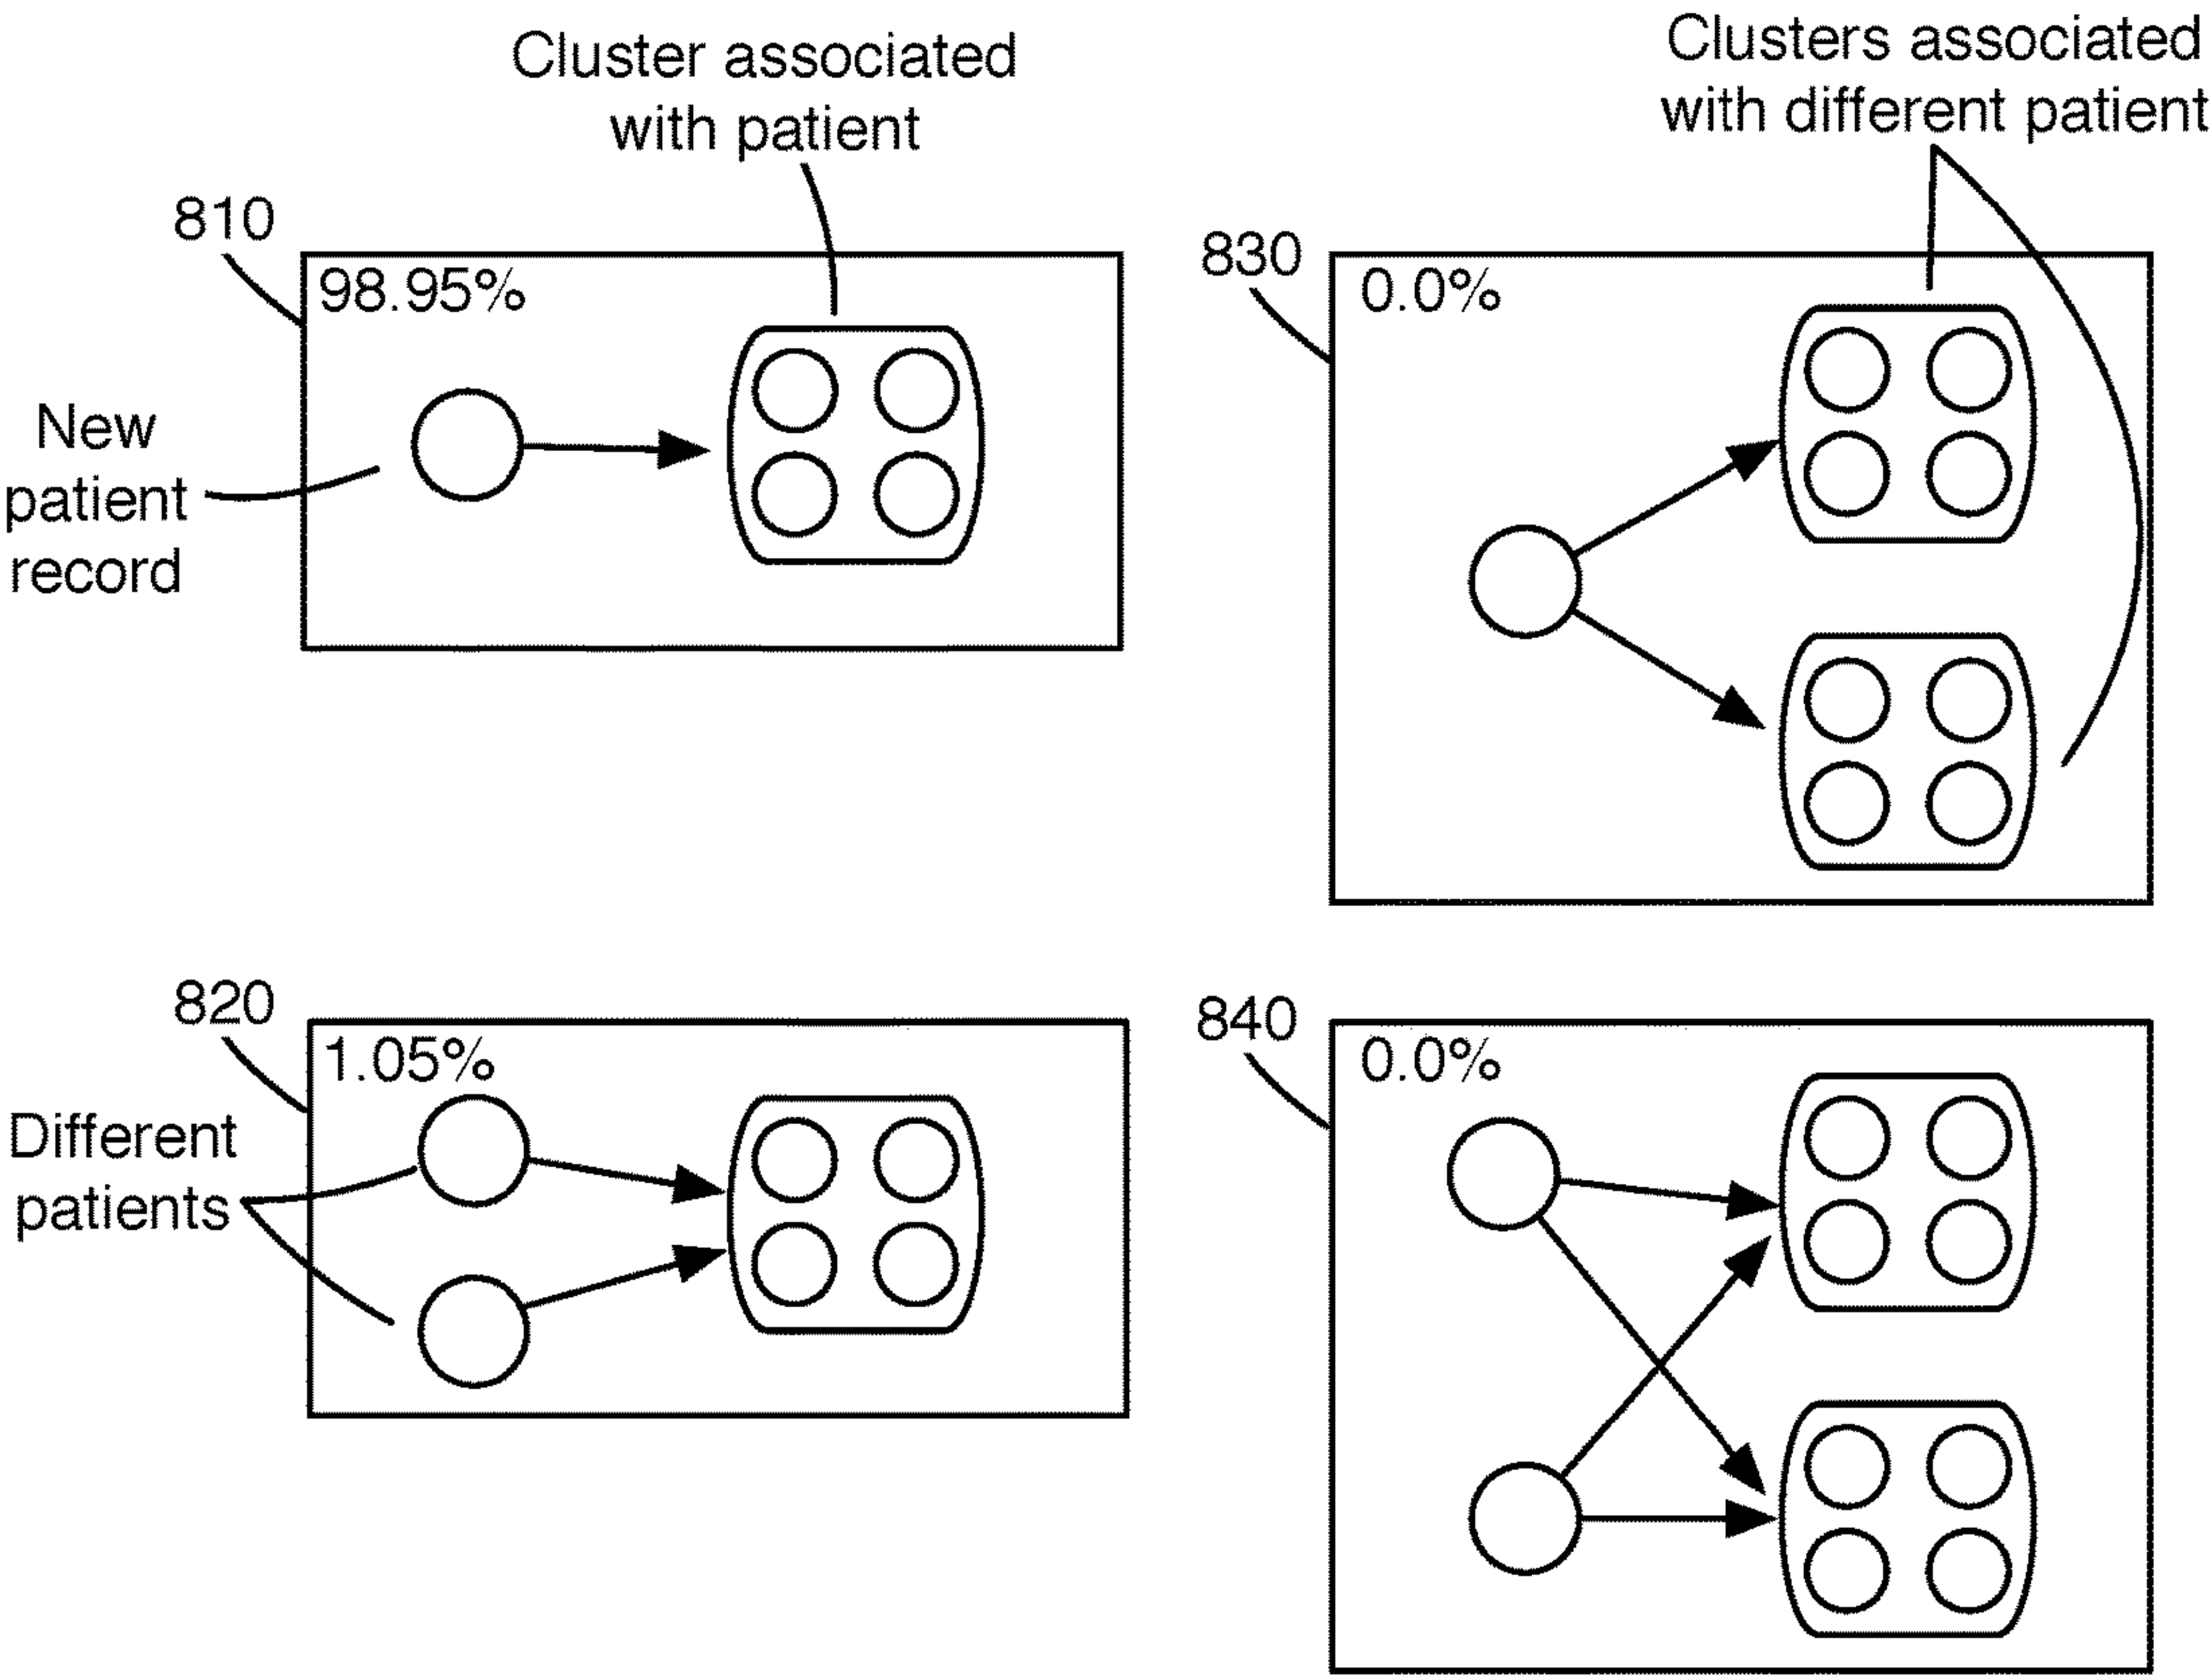 Cluster associated
with patient
Clusters associated
with different patient
810
98.95%
New
patient
record
830
0.0%
820
1.05%
Different
patients
840
0.0%